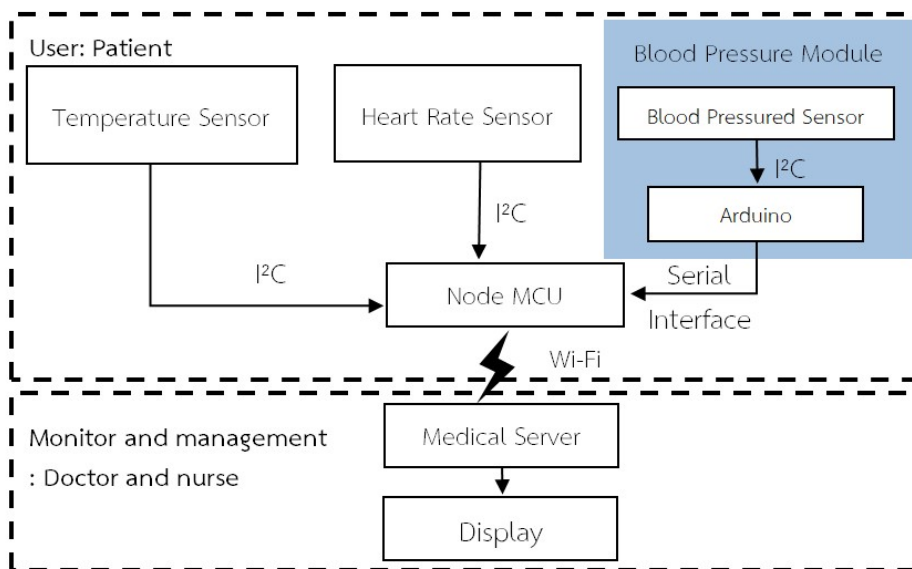 User: Patient
Temperature Sensor
Heart Rate Sensor
Blood Pressure Module
Blood Pressured Sensor
I²C
Arduino
I²C
I²C
Node MCU
Serial
Interface
Wi-Fi
Monitor and management
: Doctor and nurse
Medical Server
Display